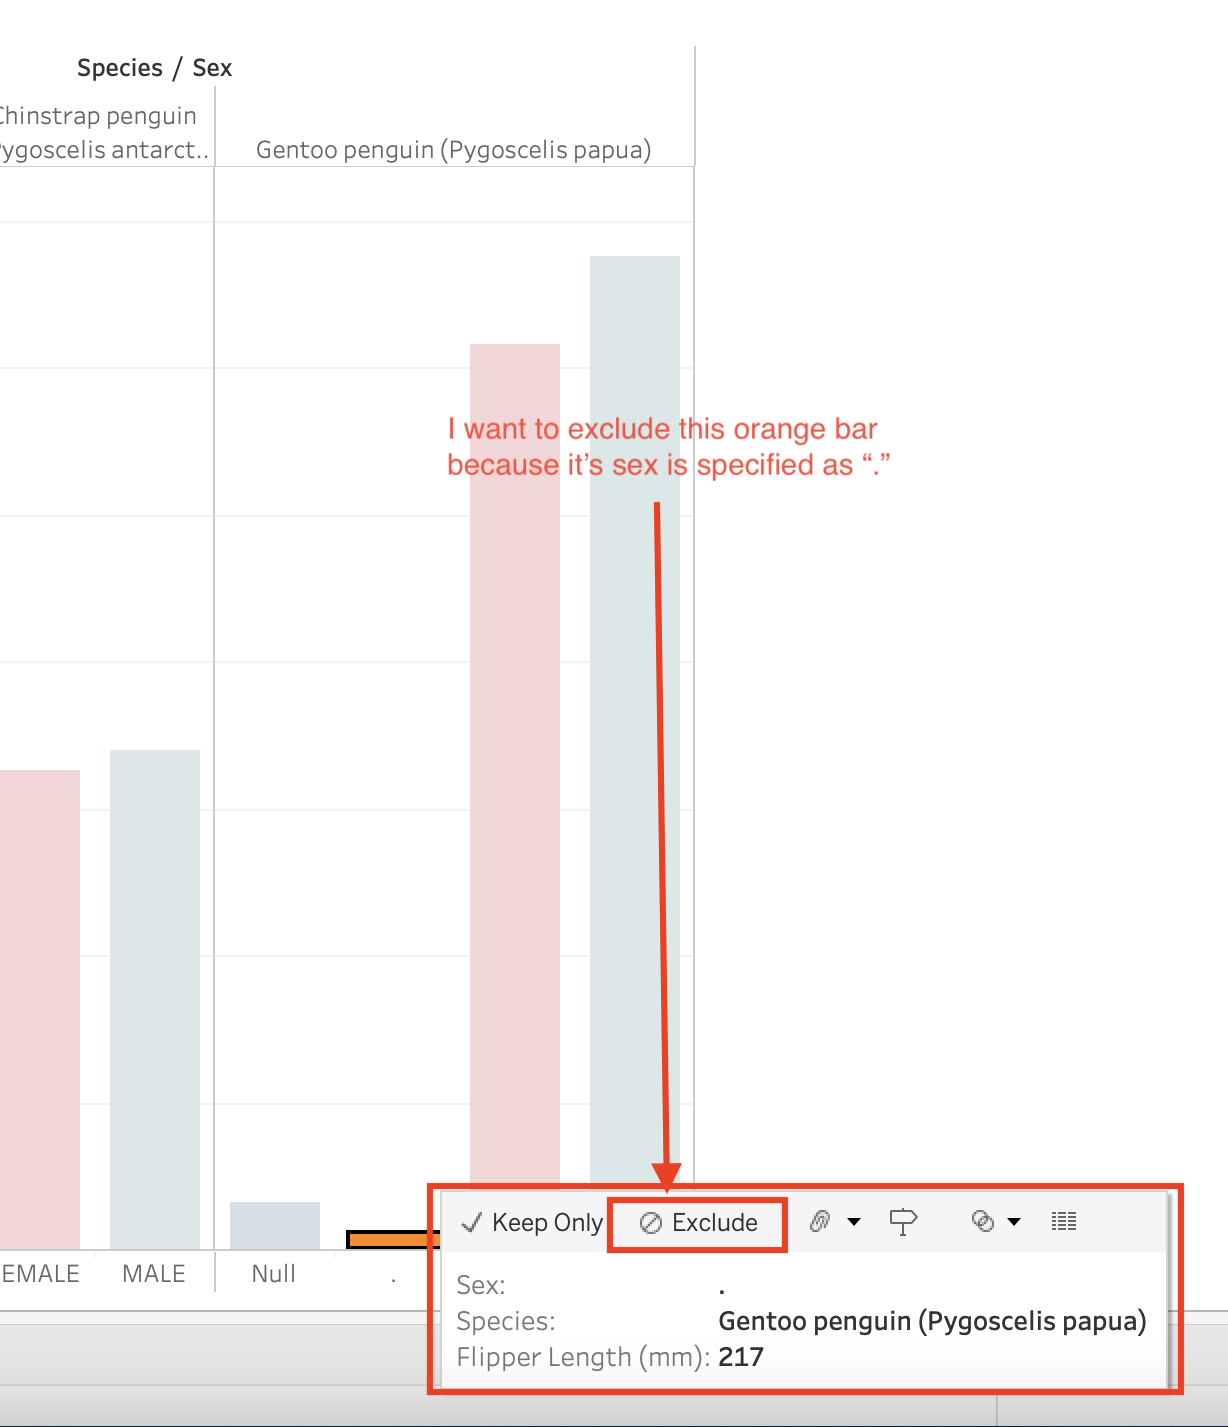 Species / Sex
Chinstrap penguin
Pygoscelis antarct..
Gentoo penguin (Pygoscelis papua)
I want to exclude this orange bar
because it’s sex is specified as “.”
Keep Only
Exclude
EMALE
MALE
Null
.
Sex: .
Species: Gentoo penguin (Pygoscelis papua)
Flipper Length (mm): 217